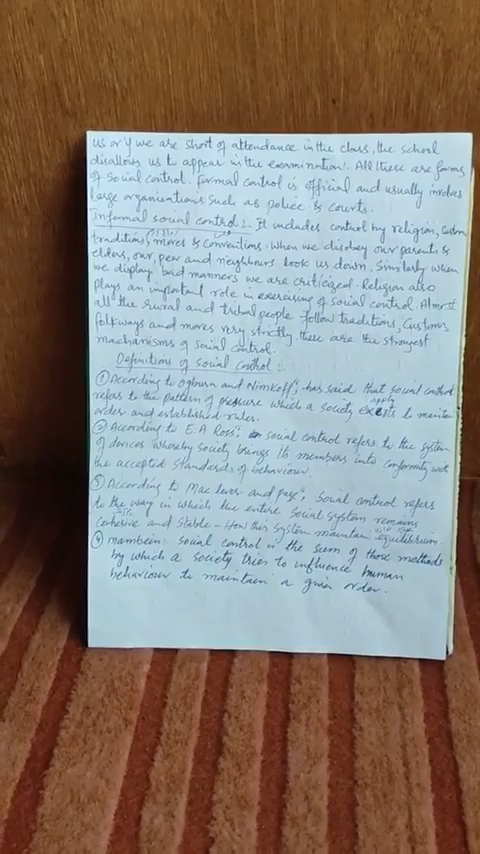 us or if we are short of attendance in the class, the school
disallows us to appear in the examination. All these are forms
of social control. formal control is official and usually involves
large organisations such as police & courts.
Informal social control:. It includes control by religion, Custom
traditions, mores & Conventions. When we disobey our parents &
elders, our, peer and neighbours look us down. Similarly when
we display bad manners we are criticized. Religion also
plays an important role in exercising of social control. Almost
all the rural and tribal people follow traditions, Customs
folkways and mores very strictly. these are the strongest
mechanisms of social control.
Definitions of social control:
① According to Ogburn and Nimkoff, has said that social control
refers to the pattern of pressure which a society apply to maintain
order and established rules.
② According to E. A Ross: social control refers to the system
of devices whereby society brings its members into conformity with
the accepted standards of behaviour.
③ According to Mac Iver and page; Social control refers
to the way in which the entire social system remains
Cohesive and Stable - How this system maintain equilibrium.
④ mamheim: Social control is the sum of those methods
by which a society tries to influence human
behaviour to maintain a given order.